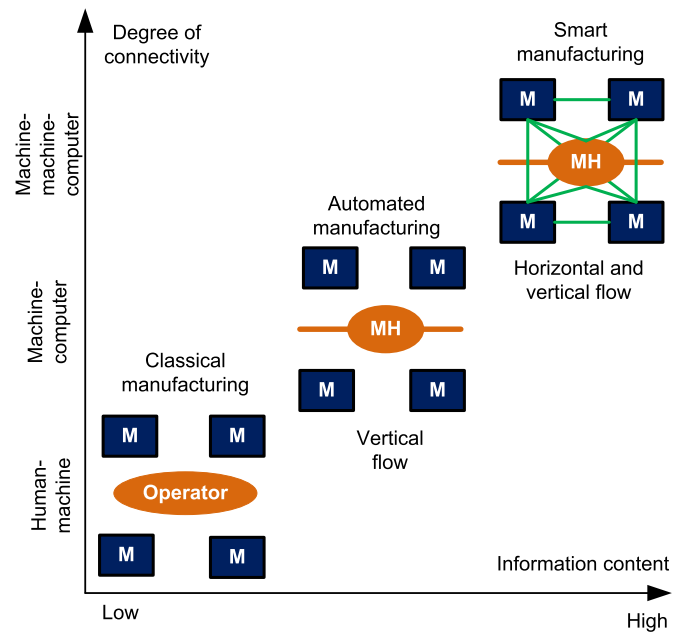 Degree of
connectivity
Smart
manufacturing
M M
MH
M M
Horizontal and
vertical flow
Machine-
machine-
computer
Automated
manufacturing
M M
MH
M M
Vertical
flow
Machine-
computer
Classical
manufacturing
M M
Operator
M M
Human-
machine
Information content
Low
High